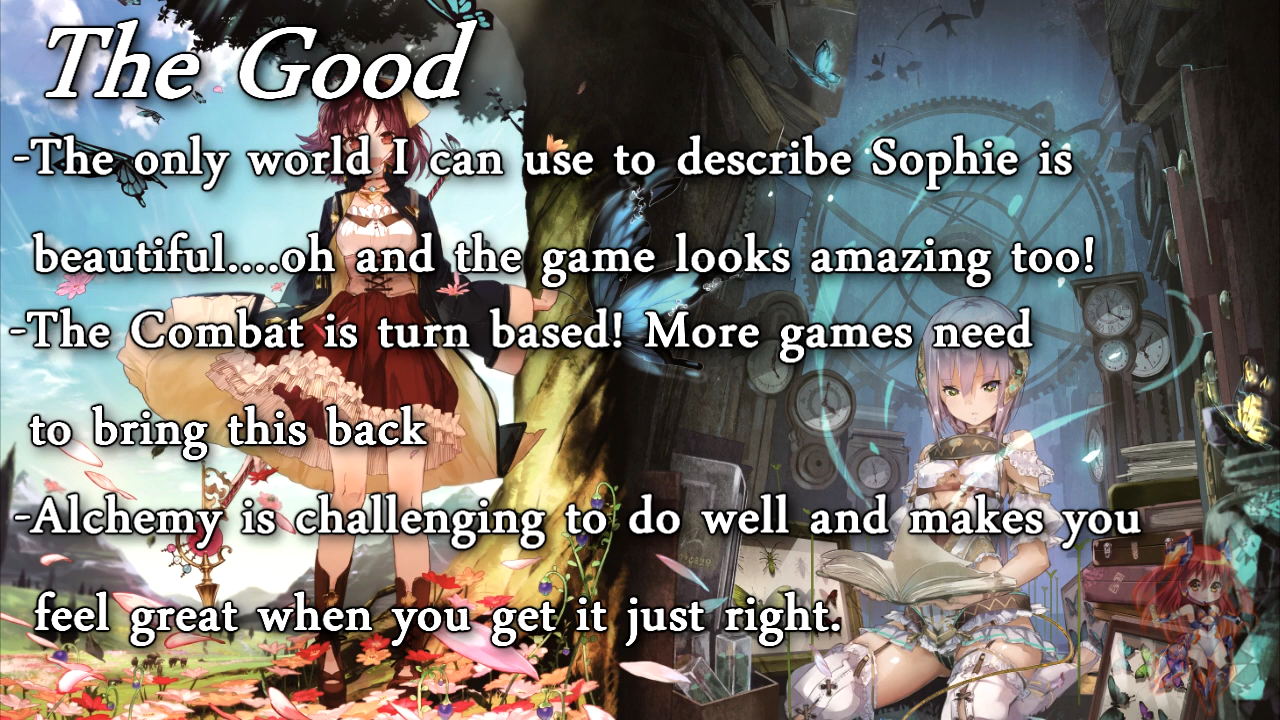 The Good
-The only world I can use to describe Sophie is
beautiful....oh and the game looks amazing too!
-The Combat is turn based! More games need
to bring this back
-Alchemy is challenging to do well and makes you
feel great when you get it just right.